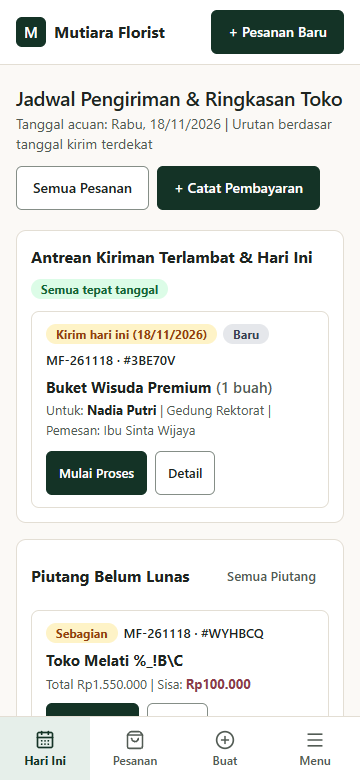 M Mutiara Florist + Pesanan Baru
Jadwal Pengiriman & Ringkasan Toko
Tanggal acuan: Rabu, 18/11/2026 | Urutan berdasar
tanggal kirim terdekat
Semua Pesanan + Catat Pembayaran
Antrean Kiriman Terlambat & Hari Ini
Semua tepat tanggal
Kirim hari ini (18/11/2026) Baru
MF-261118 · #3BE70V
Buket Wisuda Premium (1 buah)
Untuk: Nadia Putri | Gedung Rektorat |
Pemesan: Ibu Sinta Wijaya
Mulai Proses Detail
Piutang Belum Lunas Semua Piutang
Sebagian MF-261118 · #WYHBCQ
Toko Melati %_!B\C
Total Rp1.550.000 | Sisa: Rp100.000
Hari Ini Pesanan Buat Menu